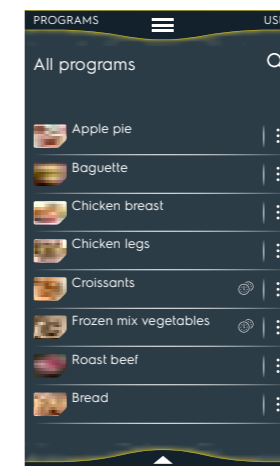 PROGRAMS
All programs
Apple pie
Baguette
Chicken breast
Chicken legs
Croissants
Frozen mix vegetables
Roast beef
Bread